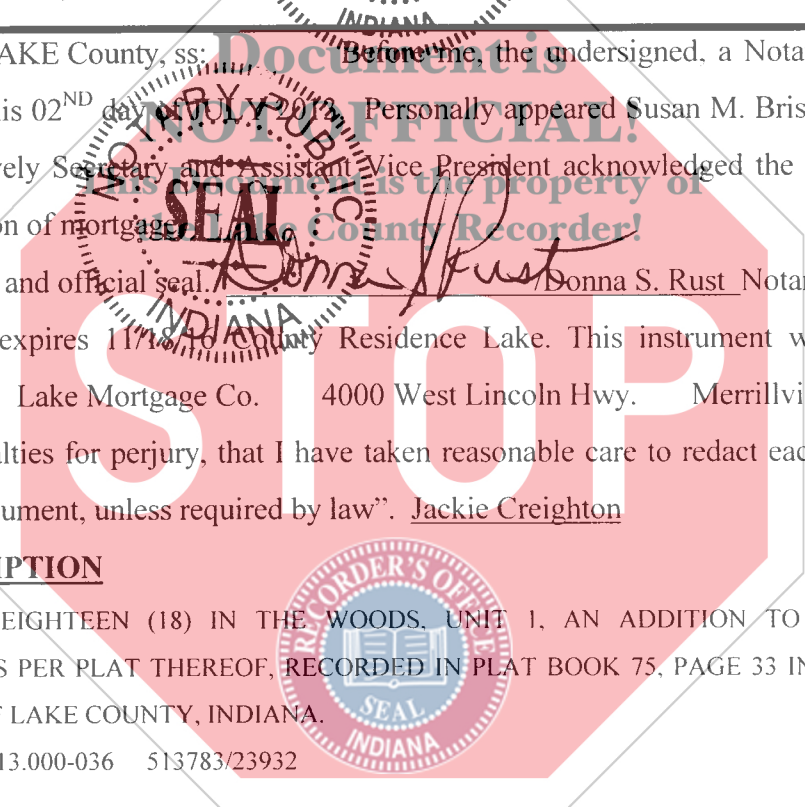 INDIANA
AKE County, ss: Before me, the undersigned, a Nota
is 02ND day of JULY 2013 Personally appeared Susan M. Bris
vely Secretary and Assistant Vice President acknowledged the
on of mortgage.
and official seal. Donna S Rust /Donna S. Rust Notar
expires 11/18/16 County Residence Lake. This instrument w
Lake Mortgage Co. 4000 West Lincoln Hwy. Merrillvi
lties for perjury, that I have taken reasonable care to redact eac
ument, unless required by law”. Jackie Creighton
IPTION
EIGHTEEN (18) IN THE WOODS, UNIT 1, AN ADDITION TO
S PER PLAT THEREOF, RECORDED IN PLAT BOOK 75, PAGE 33 IN
LAKE COUNTY, INDIANA.
13.000-036 513783/23932
Document is
NOT OFFICIAL!
This Document is the property of
the Lake County Recorder!
STOP
NOTARY PUBLIC
SEAL
INDIANA
RECORDER'S OFFICE
SEAL
INDIANA